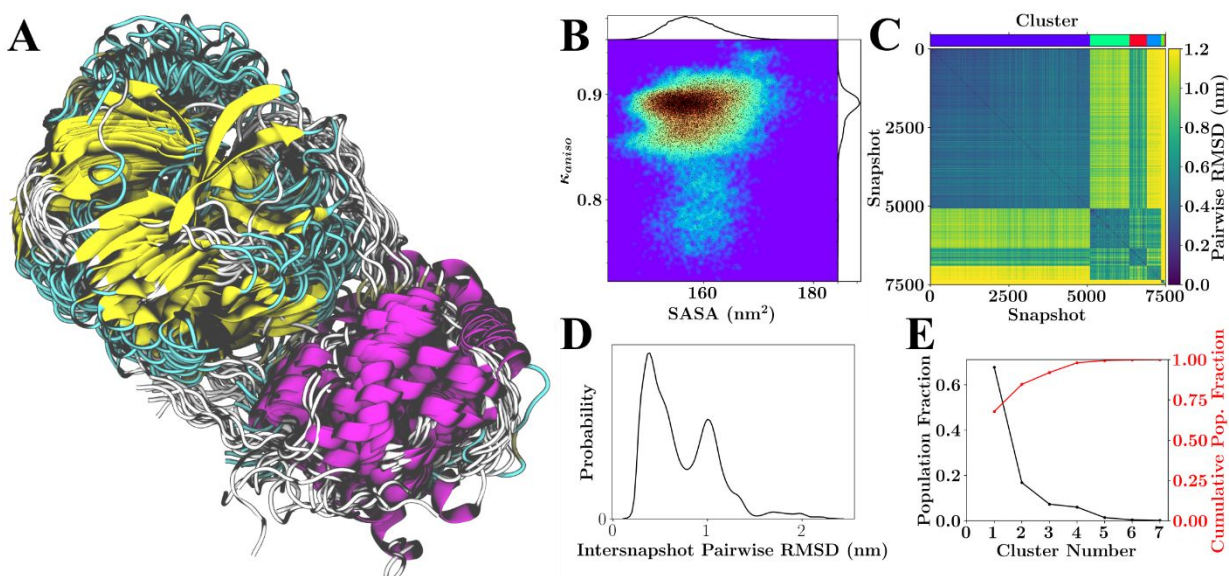 A
B
κaniso
0.9
0.8
160
180
SASA (nm²)
C
Cluster
0
2500
5000
7500
Snapshot
0
2500
5000
7500
Snapshot
1.2
1.0
0.8
0.6
0.4
0.2
0.0
Pairwise RMSD (nm)
D
Probability
0
0
1
2
Intersnapshot Pairwise RMSD (nm)
E
Population Fraction
0.6
0.4
0.2
0.0
0 1 2 3 4 5 6 7
Cluster Number
1.00
0.75
0.50
0.25
0.00
Cumulative Pop. Fraction